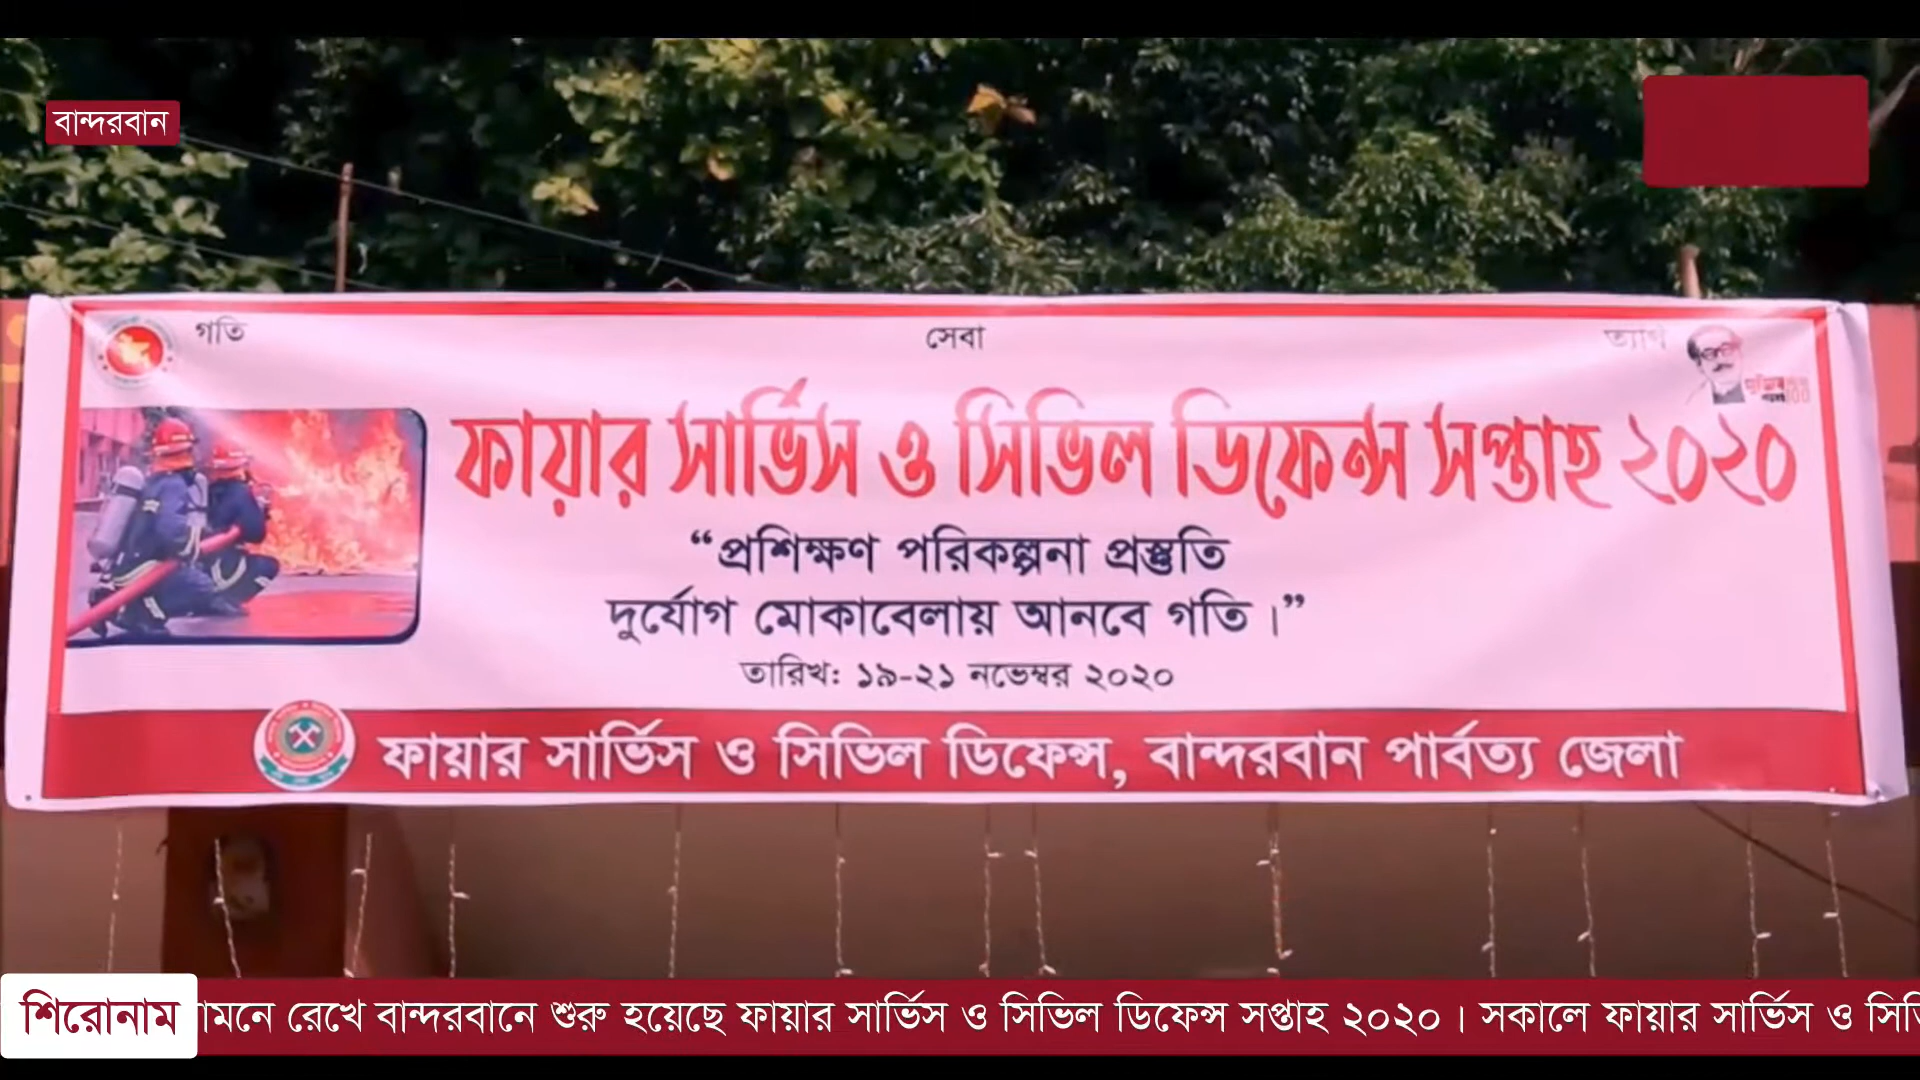 বান্দরবান
গতি সেবা ত্যাগ
ফায়ার সার্ভিস ও সিভিল ডিফেন্স সপ্তাহ ২০২০
“প্রশিক্ষণ পরিকল্পনা প্রস্তুতি
দুর্যোগ মোকাবেলায় আনবে গতি।”
তারিখ: ১৯-২১ নভেম্বর ২০২০
ফায়ার সার্ভিস ও সিভিল ডিফেন্স, বান্দরবান পার্বত্য জেলা
শিরোনাম রেখে বান্দরবানে শুরু হয়েছে ফায়ার সার্ভিস ও সিভিল ডিফেন্স সপ্তাহ ২০২০। সকালে ফায়ার সার্ভিস ও